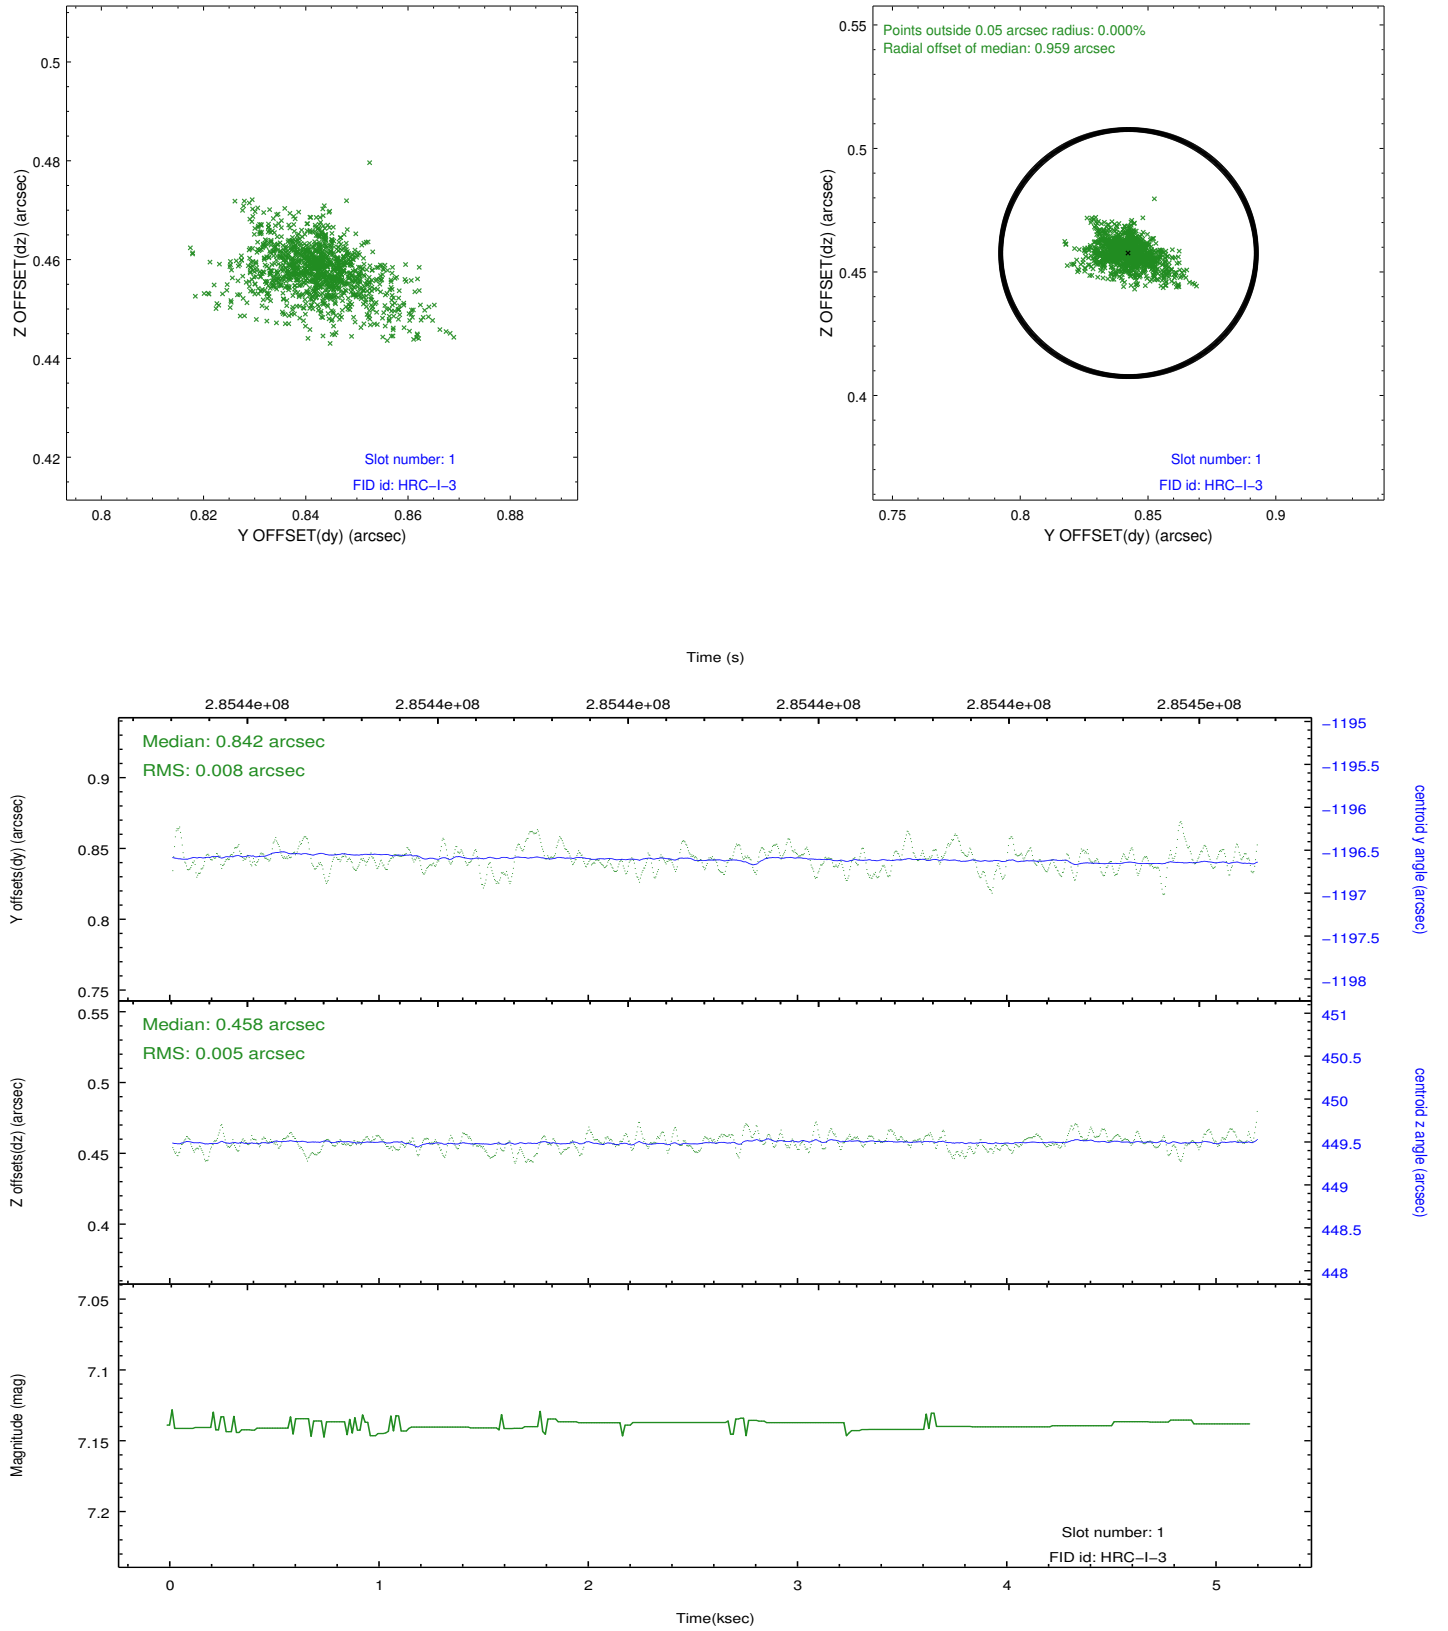 0.5
0.48
0.46
0.44
0.42
Z OFFSET(dz) (arcsec)
Slot number: 1
FID id: HRC−I−3
0.8 0.82 0.84 0.86 0.88
Y OFFSET(dy) (arcsec)
Points outside 0.05 arcsec radius: 0.000%
Radial offset of median: 0.959 arcsec
0.55
0.5
0.45
0.4
Z OFFSET(dz) (arcsec)
Slot number: 1
FID id: HRC−I−3
0.75 0.8 0.85 0.9
Y OFFSET(dy) (arcsec)
Time (s)
2.8544e+08 2.8544e+08 2.8544e+08 2.8544e+08 2.8544e+08 2.8545e+08
Median: 0.842 arcsec
RMS: 0.008 arcsec
0.9
0.85
0.8
0.75
Y offsets(dy) (arcsec)
−1195
−1195.5
−1196
−1196.5
−1197
−1197.5
−1198
centroid y angle (arcsec)
Median: 0.458 arcsec
RMS: 0.005 arcsec
0.55
0.5
0.45
0.4
Z offsets(dz) (arcsec)
451
450.5
450
449.5
449
448.5
448
centroid z angle (arcsec)
7.05
7.1
7.15
7.2
Magnitude (mag)
Slot number: 1
FID id: HRC−I−3
0 1 2 3 4 5
Time(ksec)